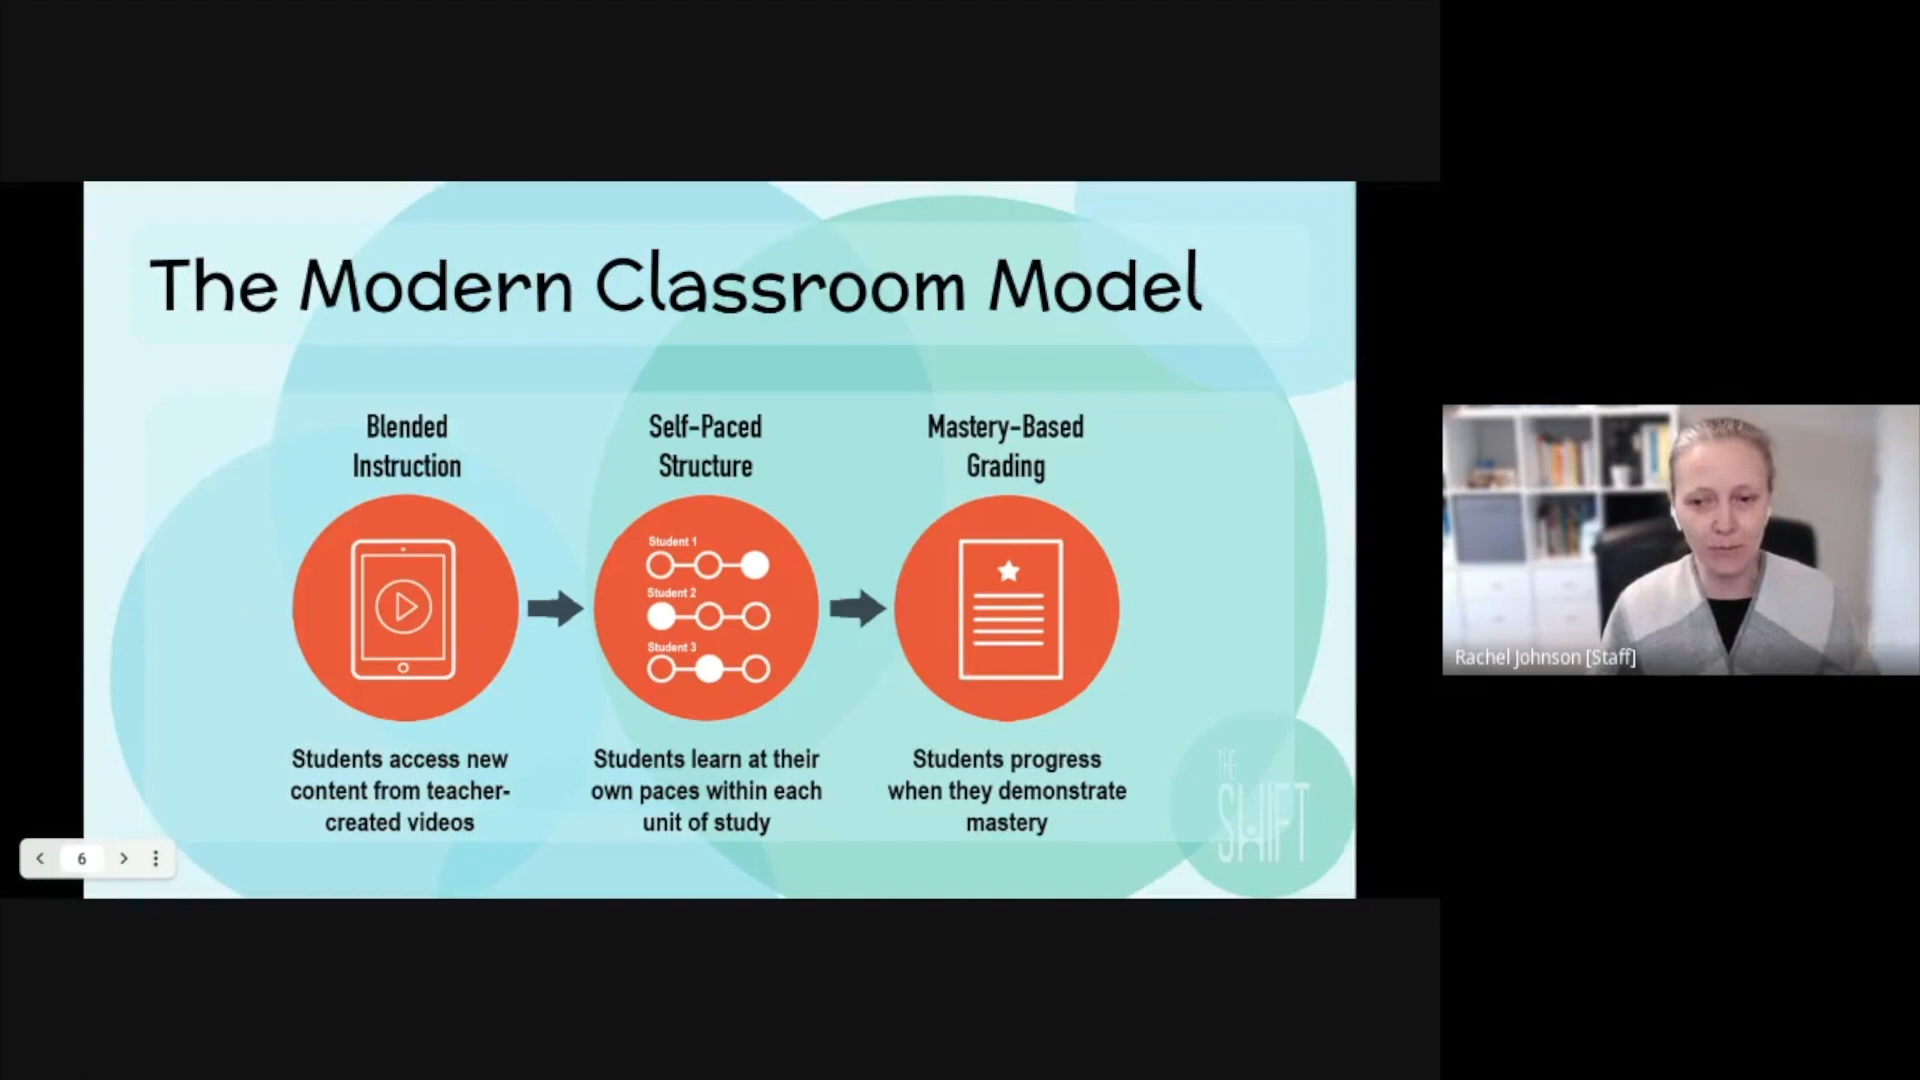 The Modern Classroom Model
Blended
Instruction
Self-Paced
Structure
Mastery-Based
Grading
Student 1
Student 2
Student 3
Students access new
content from teacher-
created videos
Students learn at their
own paces within each
unit of study
Students progress
when they demonstrate
mastery
THE
SHIFT
6
Rachel Johnson [Staff]